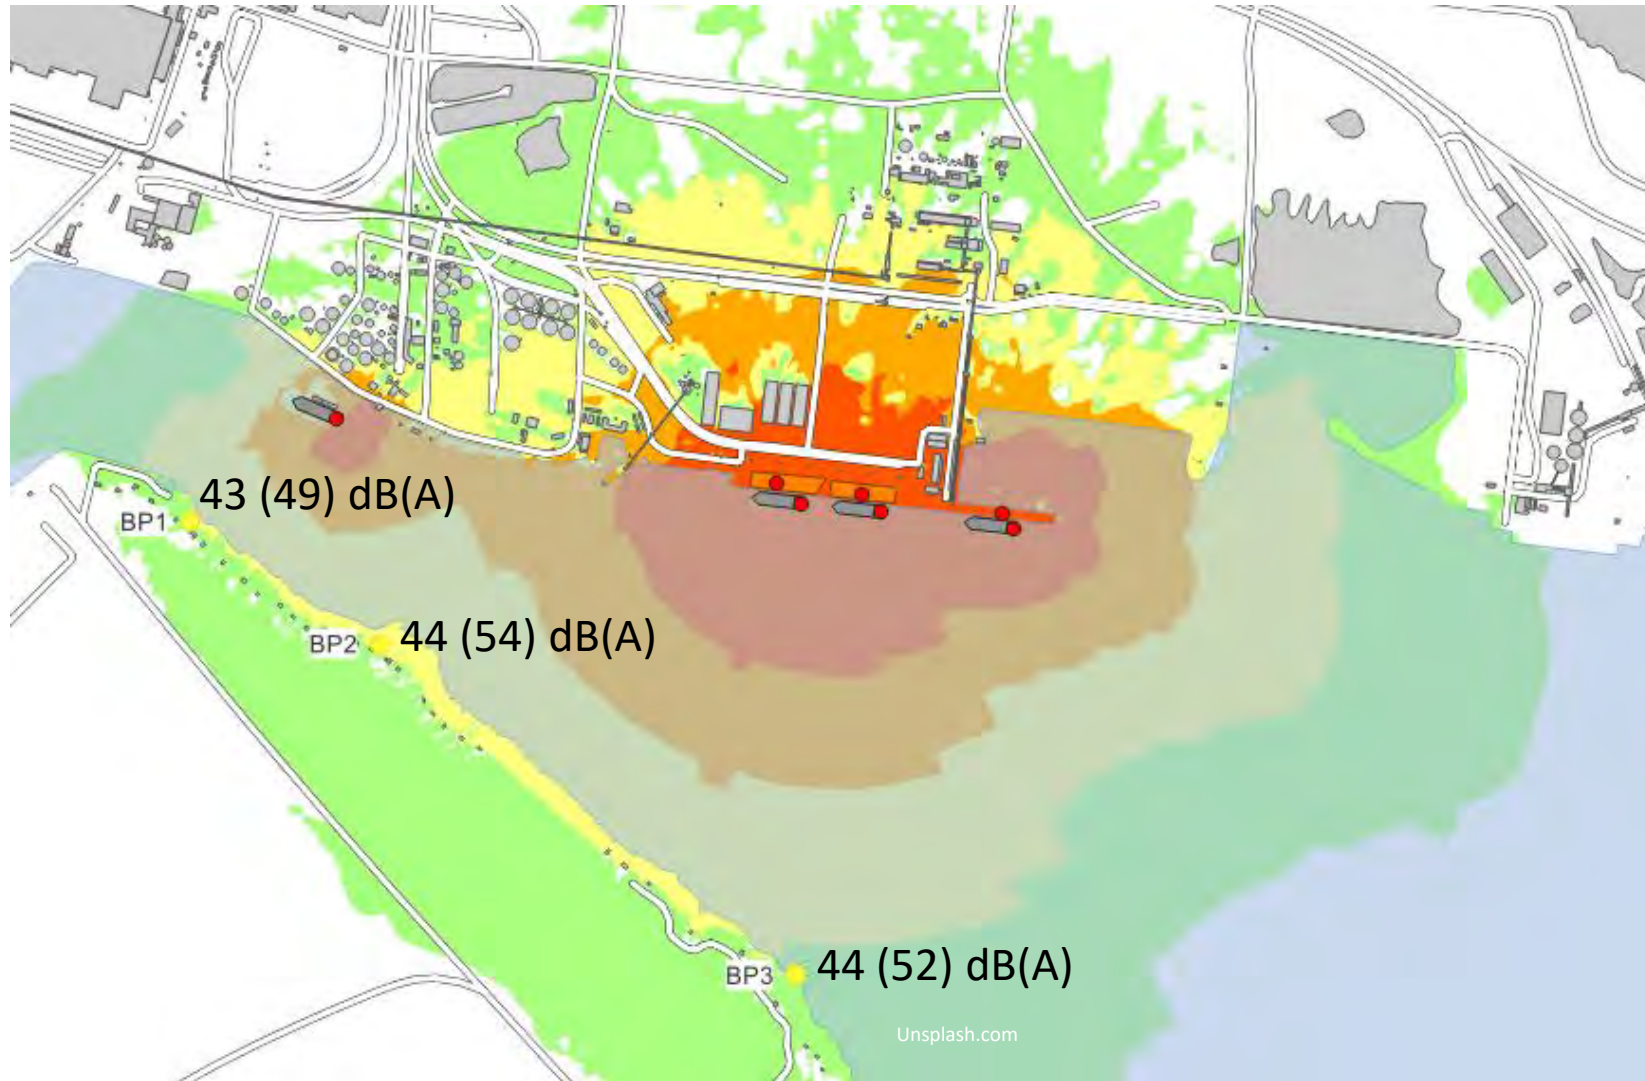 43 (49) dB(A)
BP1
44 (54) dB(A)
BP2
44 (52) dB(A)
BP3
Unsplash.com